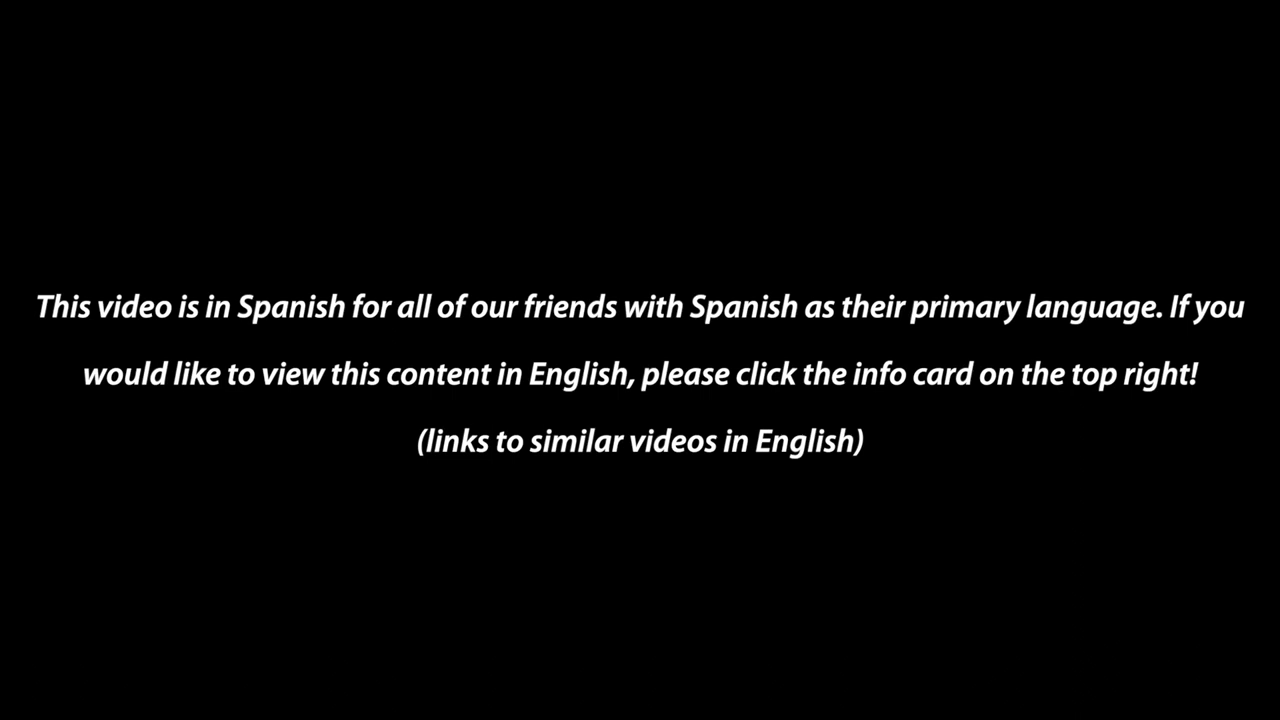 This video is in Spanish for all of our friends with Spanish as their primary language. If you
would like to view this content in English, please click the info card on the top right!
(links to similar videos in English)